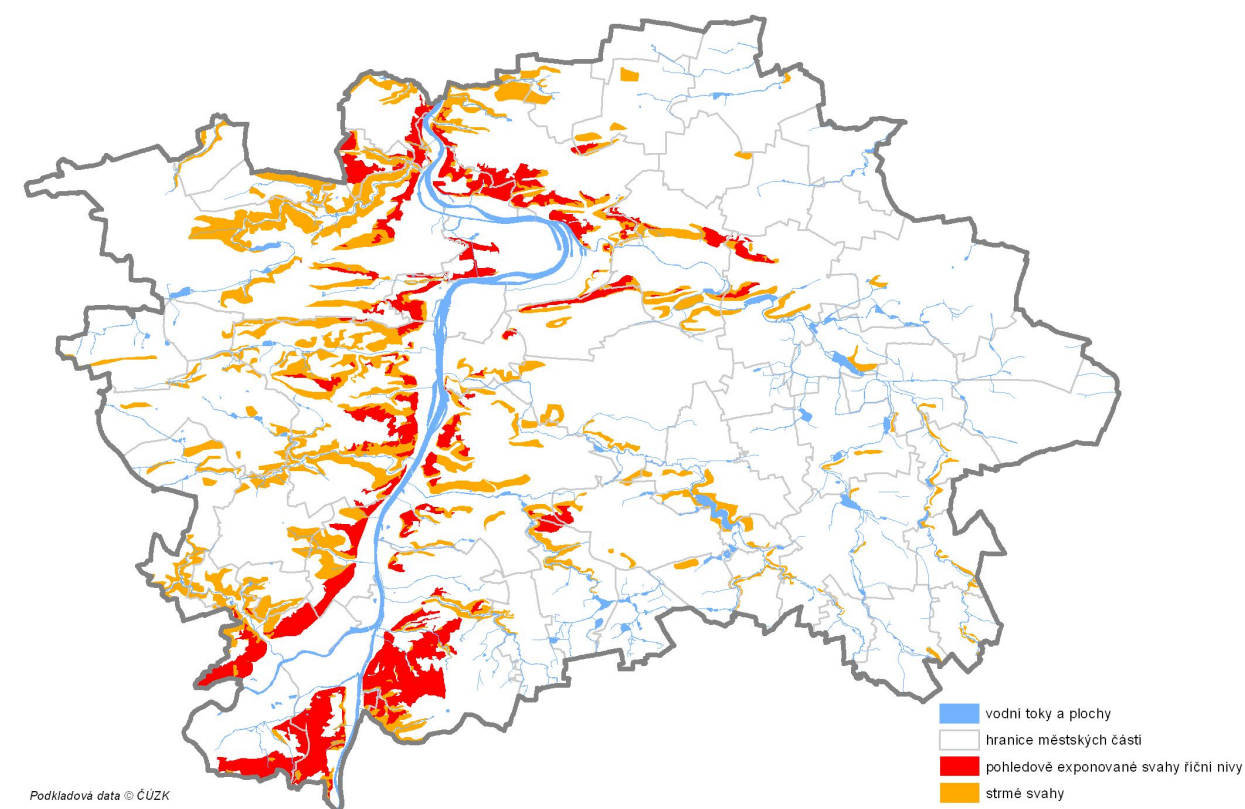 vodní toky a plochy
hranice městských částí
pohledově exponované svahy říční nivy
strmé svahy
Podkladová data © ČÚZK